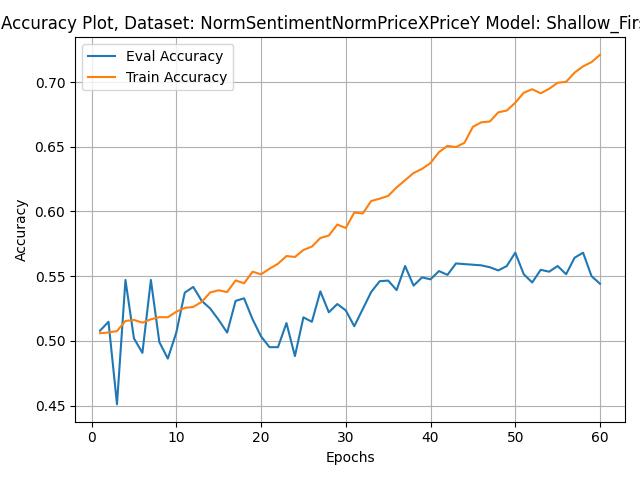 Accuracy Plot, Dataset: NormSentimentNormPriceXPriceY Model: Shallow_Firs
Eval Accuracy
Train Accuracy
Accuracy
0.70
0.65
0.60
0.55
0.50
0.45
0 10 20 30 40 50 60
Epochs